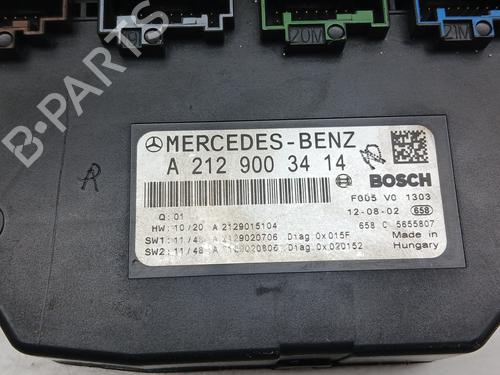 9
20M
21M
MERCEDES-BENZ
A 212 900 34 14
BOSCH
F005 V0 1303
Q: 01
12-08-02 658
HW: 10/20 A 2129015104
658 C 5655807
SW1: 11/48 A 2129020706 Diag 0x015F
Made in
SW2: 11/48 A 2129020806 Diag 0x020152
Hungary
R
B-PARTS